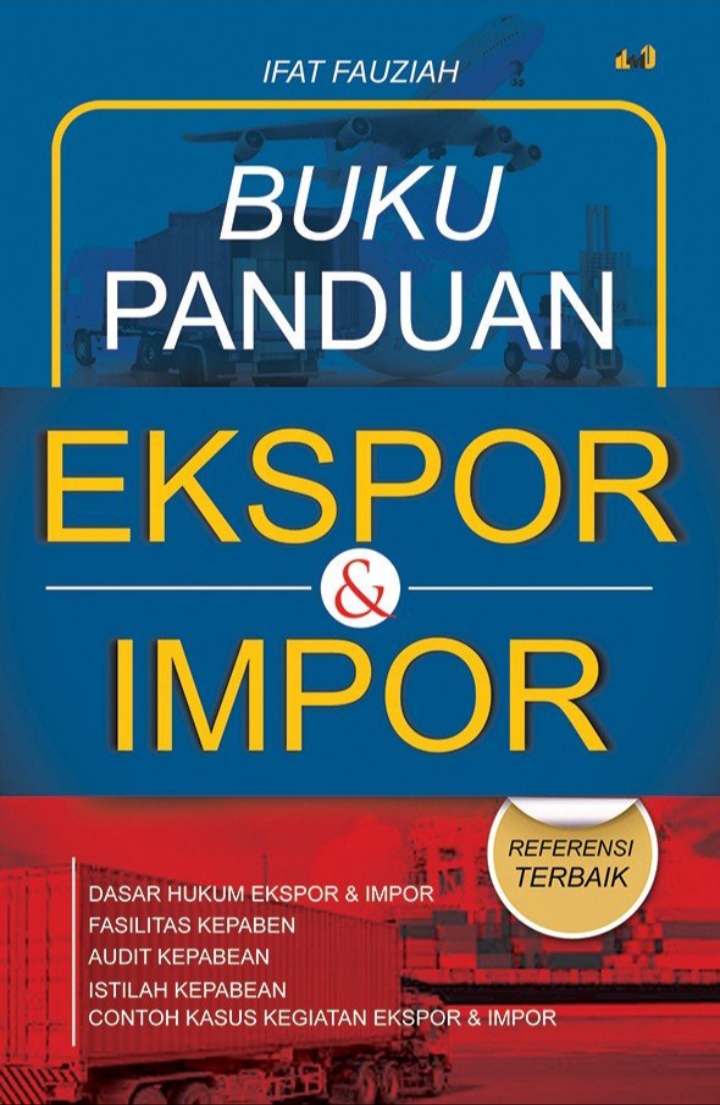 IFAT FAUZIAH
ILMU
BUKU
PANDUAN
EKSPOR
&
IMPOR
REFERENSI
TERBAIK
DASAR HUKUM EKSPOR & IMPOR
FASILITAS KEPABEN
AUDIT KEPABEAN
ISTILAH KEPABEAN
CONTOH KASUS KEGIATAN EKSPOR & IMPOR